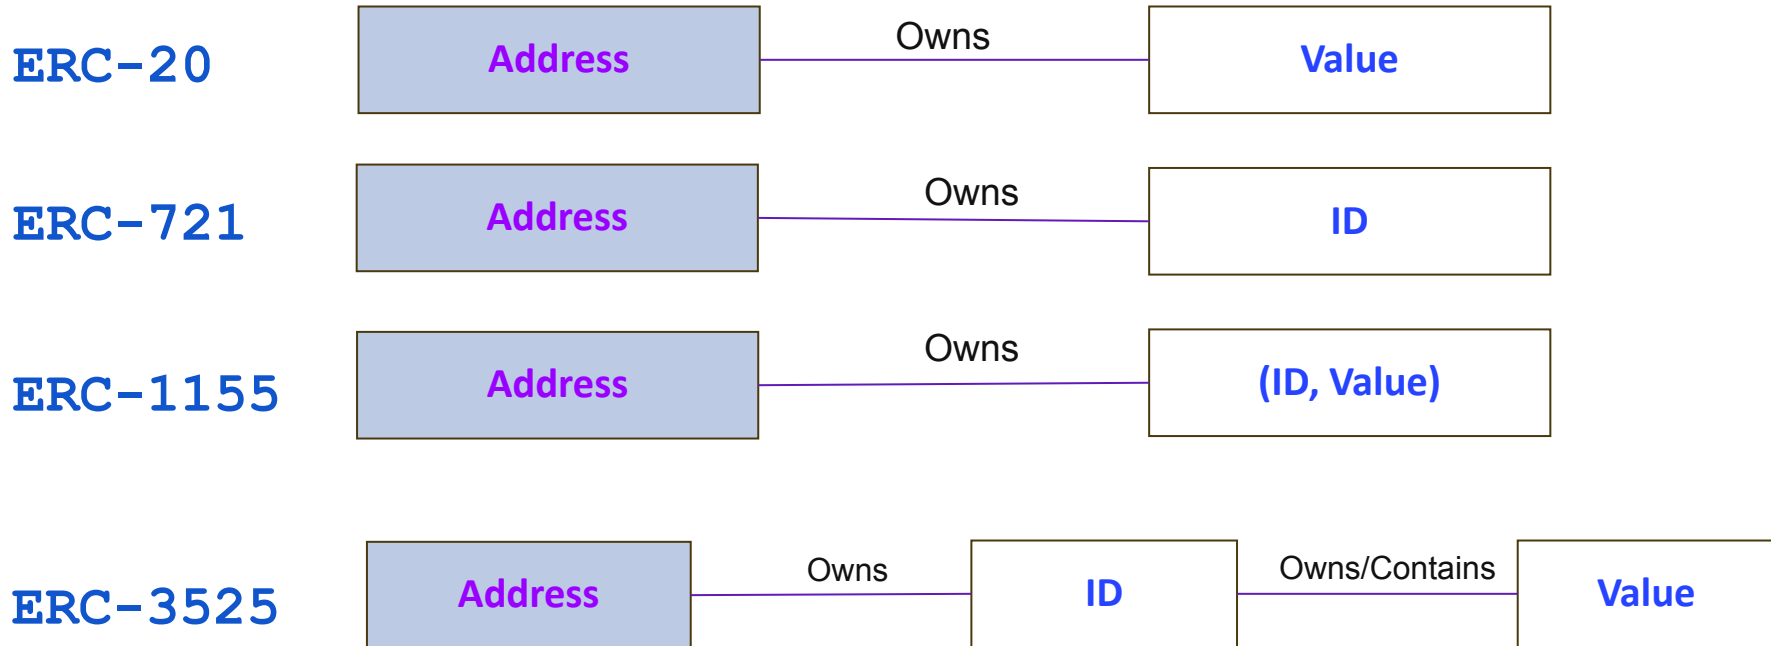 ERC-20
Address
Owns
Value
ERC-721
Address
Owns
ID
ERC-1155
Address
Owns
(ID, Value)
ERC-3525
Address
Owns
ID
Owns/Contains
Value